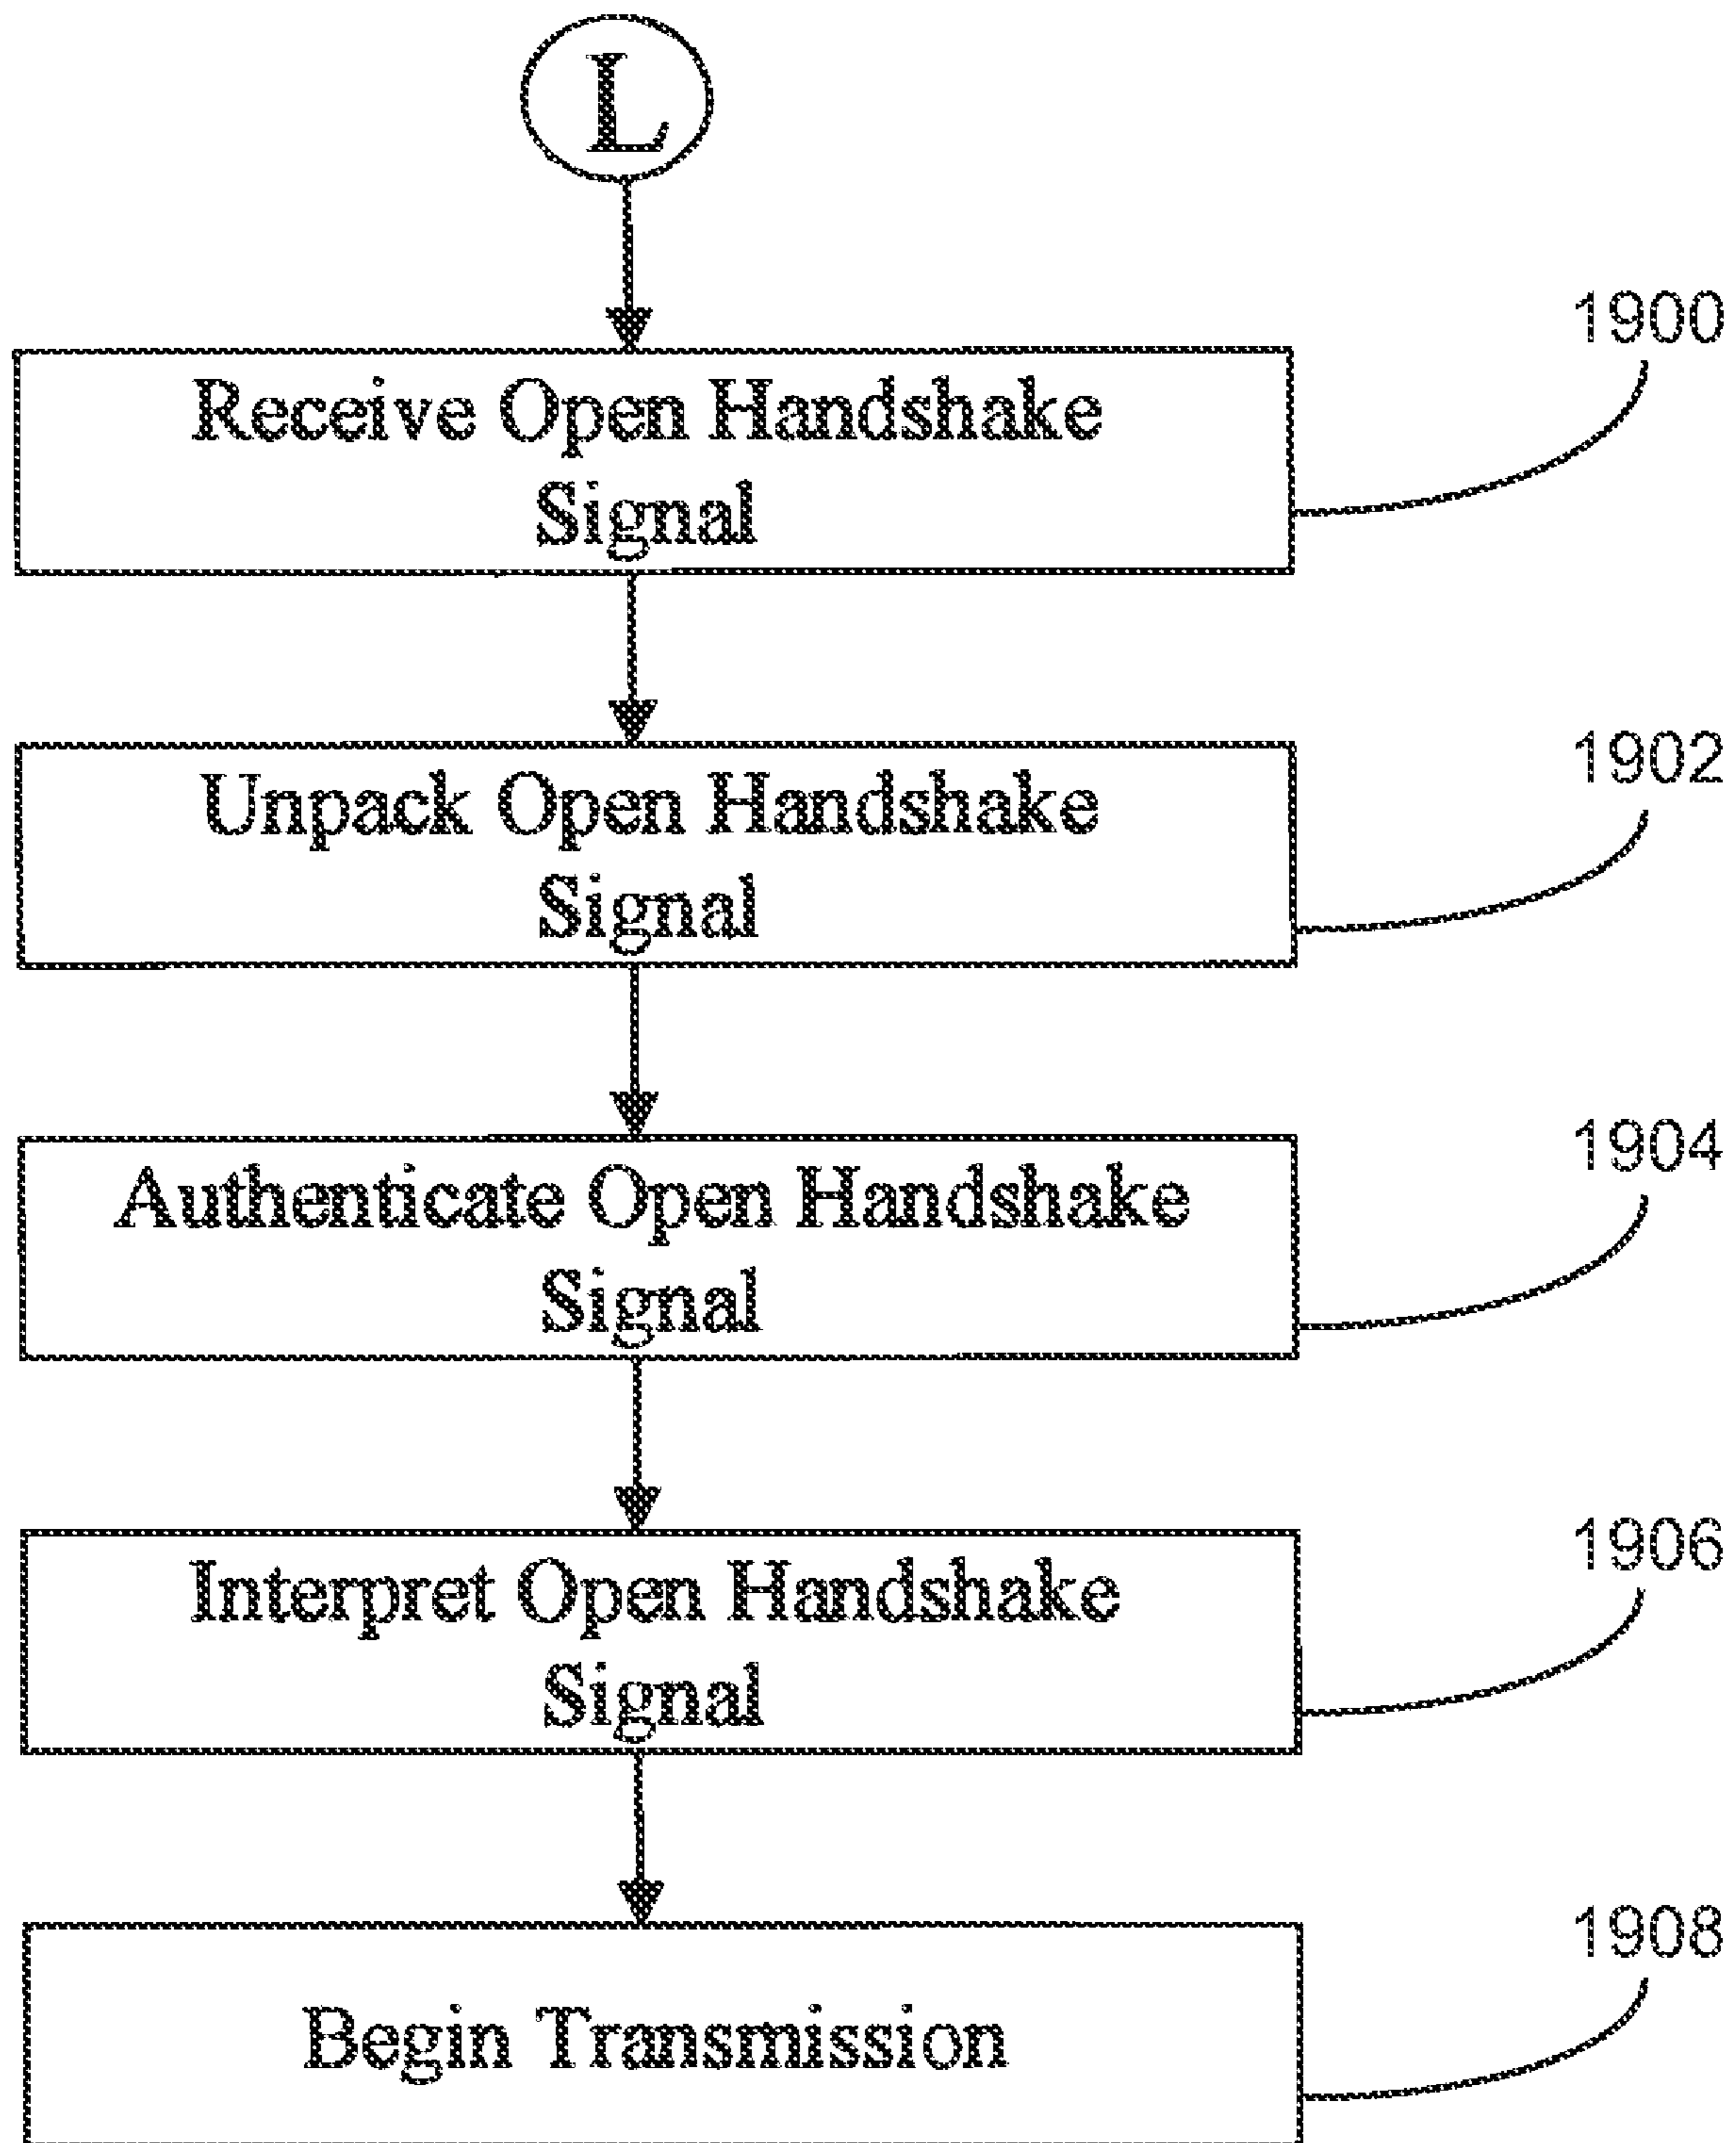 L
1900
Receive Open Handshake
Signal
1902
Unpack Open Handshake
Signal
1904
Authenticate Open Handshake
Signal
1906
Interpret Open Handshake
Signal
1908
Begin Transmission